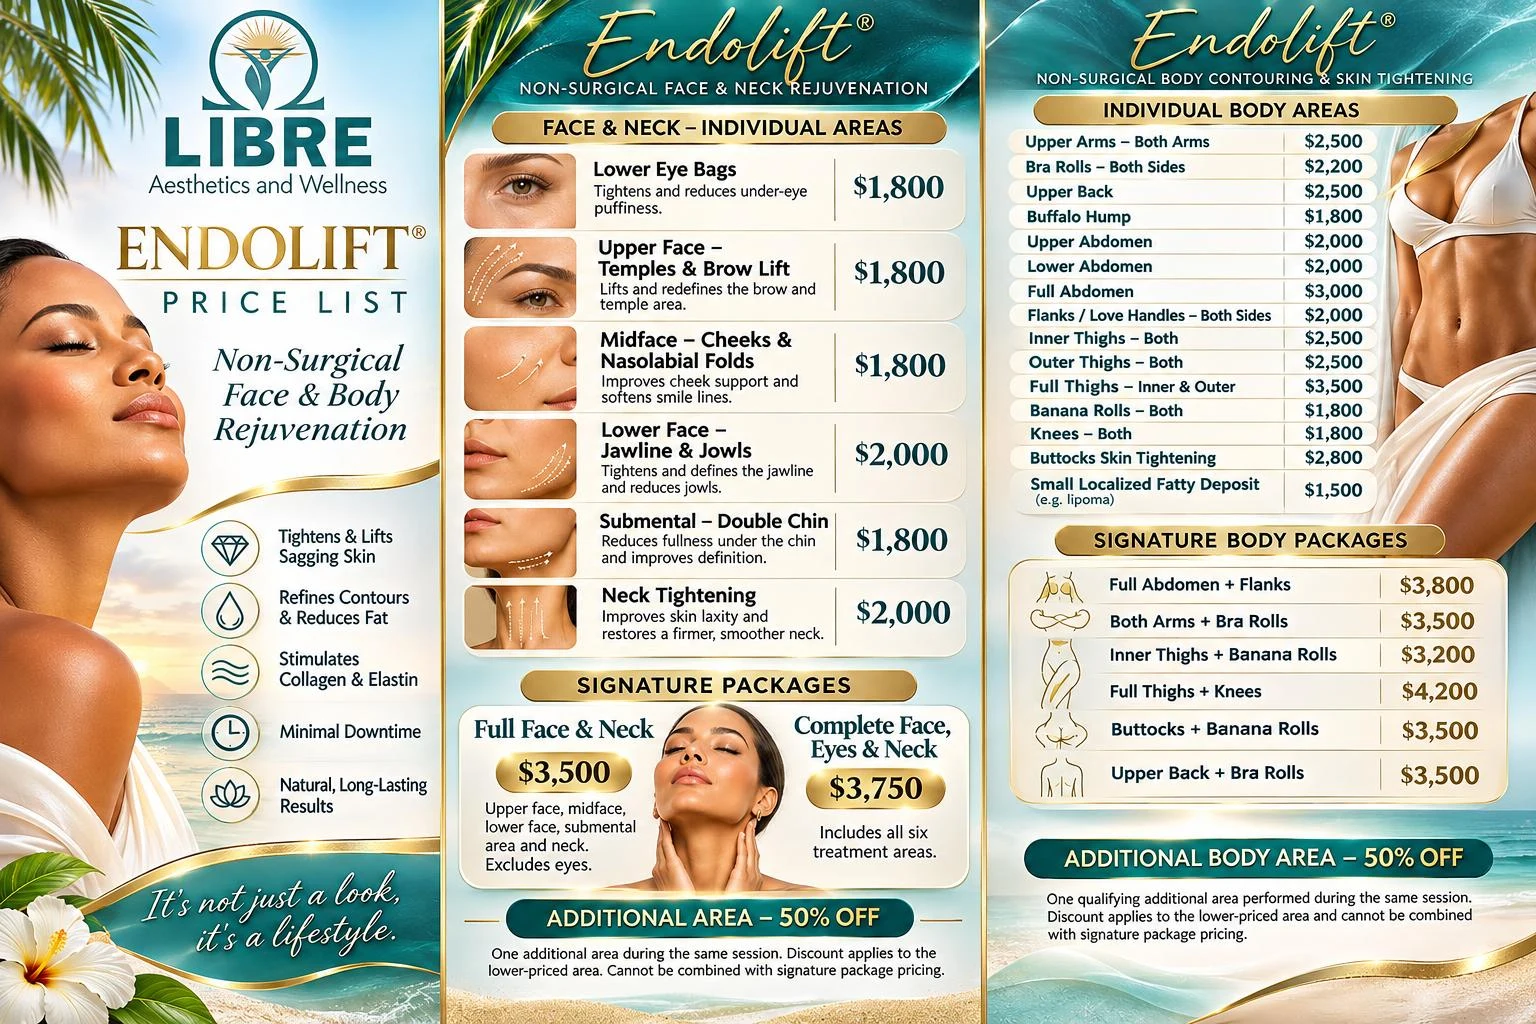 LIBRE
Aesthetics and Wellness
ENDOLIFT®
PRICE LIST
Non-Surgical
Face & Body
Rejuvenation
Tightens & Lifts
Sagging Skin
Refines Contours
& Reduces Fat
Stimulates
Collagen & Elastin
Minimal Downtime
Natural, Long-Lasting
Results
It's not just a look,
it's a lifestyle.
Endolift®
NON-SURGICAL FACE & NECK REJUVENATION
FACE & NECK – INDIVIDUAL AREAS
Lower Eye Bags
Tightens and reduces under-eye
puffiness.
$1,800
Upper Face –
Temples & Brow Lift
Lifts and redefines the brow and
temple area.
$1,800
Midface – Cheeks &
Nasolabial Folds
Improves cheek support and
softens smile lines.
$1,800
Lower Face –
Jawline & Jowls
Tightens and defines the jawline
and reduces jowls.
$2,000
Submental – Double Chin
Reduces fullness under the chin
and improves definition.
$1,800
Neck Tightening
Improves skin laxity and
restores a firmer, smoother neck.
$2,000
SIGNATURE PACKAGES
Full Face & Neck
$3,500
Upper face, midface,
lower face, submental
area and neck.
Excludes eyes.
Complete Face,
Eyes & Neck
$3,750
Includes all six
treatment areas.
ADDITIONAL AREA – 50% OFF
One additional area during the same session. Discount applies to the
lower-priced area. Cannot be combined with signature package pricing.
Endolift®
NON-SURGICAL BODY CONTOURING & SKIN TIGHTENING
INDIVIDUAL BODY AREAS
Upper Arms – Both Arms $2,500
Bra Rolls – Both Sides $2,200
Upper Back $2,500
Buffalo Hump $1,800
Upper Abdomen $2,000
Lower Abdomen $2,000
Full Abdomen $3,000
Flanks / Love Handles – Both Sides $2,000
Inner Thighs – Both $2,500
Outer Thighs – Both $2,500
Full Thighs – Inner & Outer $3,500
Banana Rolls – Both $1,800
Knees – Both $1,800
Buttocks Skin Tightening $2,800
Small Localized Fatty Deposit
(e.g. lipoma)
$1,500
SIGNATURE BODY PACKAGES
Full Abdomen + Flanks $3,800
Both Arms + Bra Rolls $3,500
Inner Thighs + Banana Rolls $3,200
Full Thighs + Knees $4,200
Buttocks + Banana Rolls $3,500
Upper Back + Bra Rolls $3,500
ADDITIONAL BODY AREA – 50% OFF
One qualifying additional area performed during the same session.
Discount applies to the lower-priced area and cannot be combined
with signature package pricing.